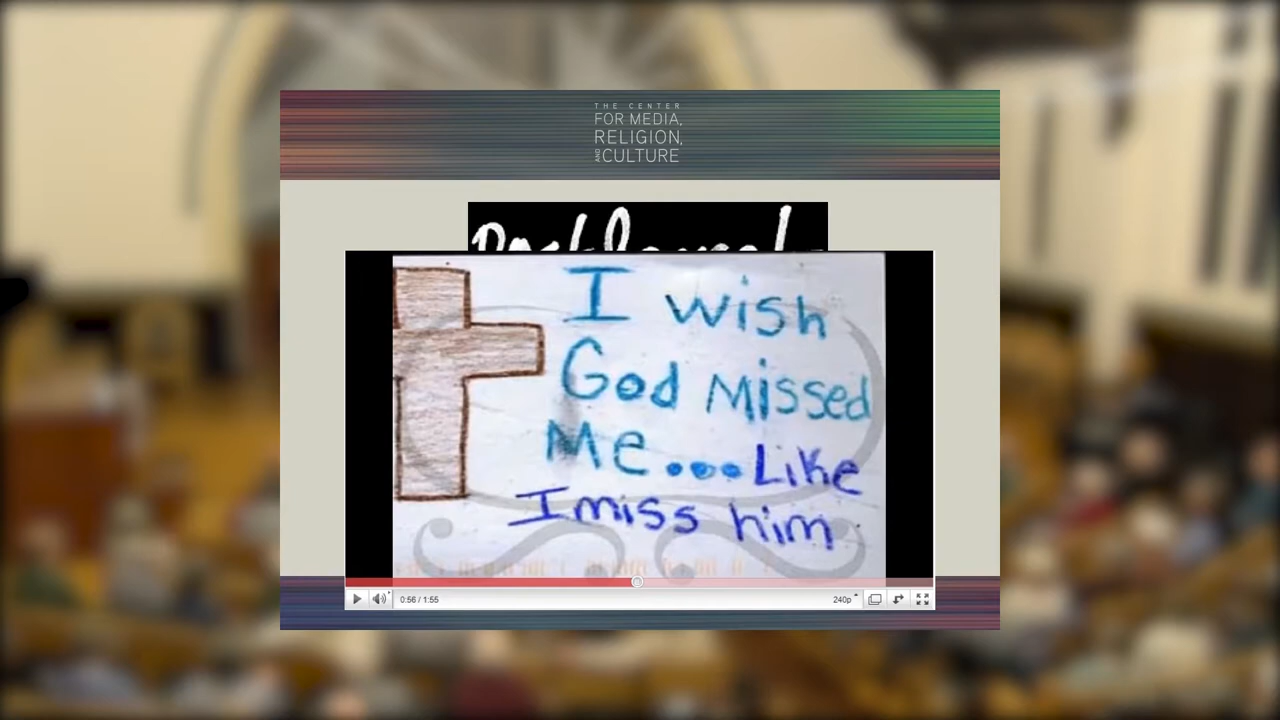 THE CENTER
FOR MEDIA,
RELIGION,
AND CULTURE
I wish
God Missed
Me...Like
I miss him
0:56 / 1:55
240p